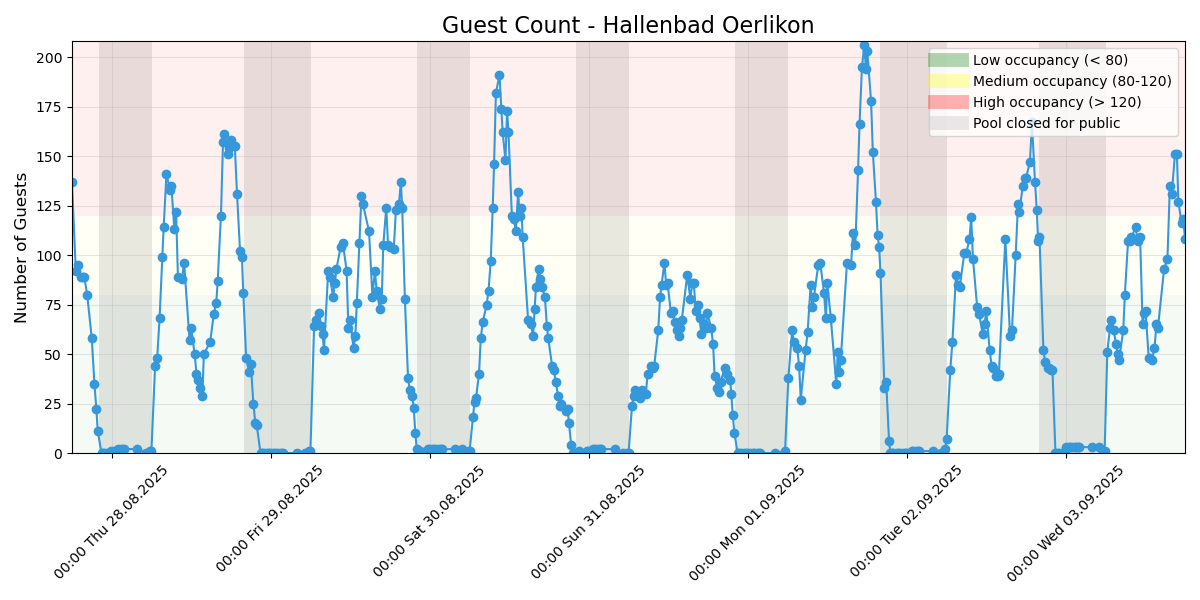 Guest Count - Hallenbad Oerlikon
Number of Guests
200
175
150
125
100
75
50
25
0
Low occupancy (< 80)
Medium occupancy (80-120)
High occupancy (> 120)
Pool closed for public
00:00 Thu 28.08.2025
00:00 Fri 29.08.2025
00:00 Sat 30.08.2025
00:00 Sun 31.08.2025
00:00 Mon 01.09.2025
00:00 Tue 02.09.2025
00:00 Wed 03.09.2025